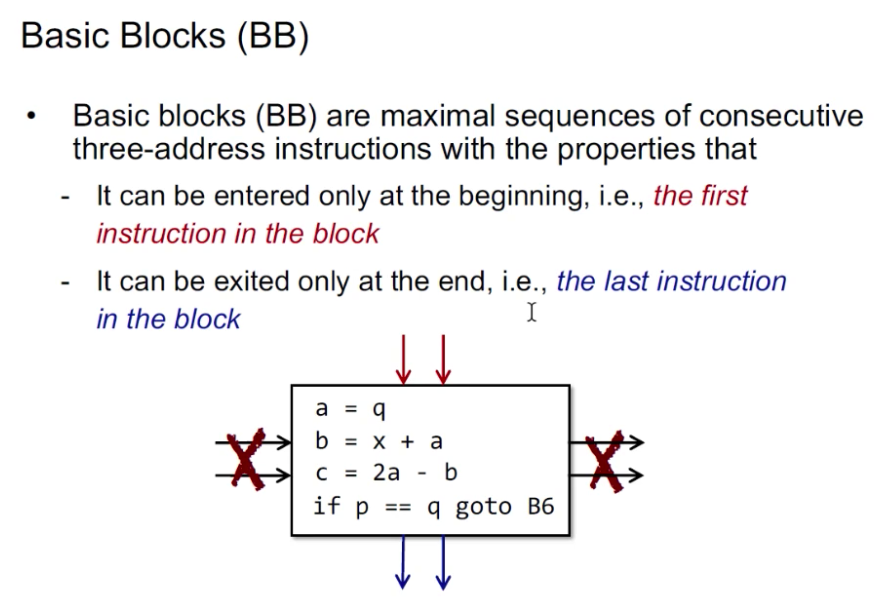 Basic Blocks (BB)
• Basic blocks (BB) are maximal sequences of consecutive
three-address instructions with the properties that
- It can be entered only at the beginning, i.e., the first
instruction in the block
- It can be exited only at the end, i.e., the last instruction
in the block
a = q
b = x + a
c = 2a - b
if p == q goto B6